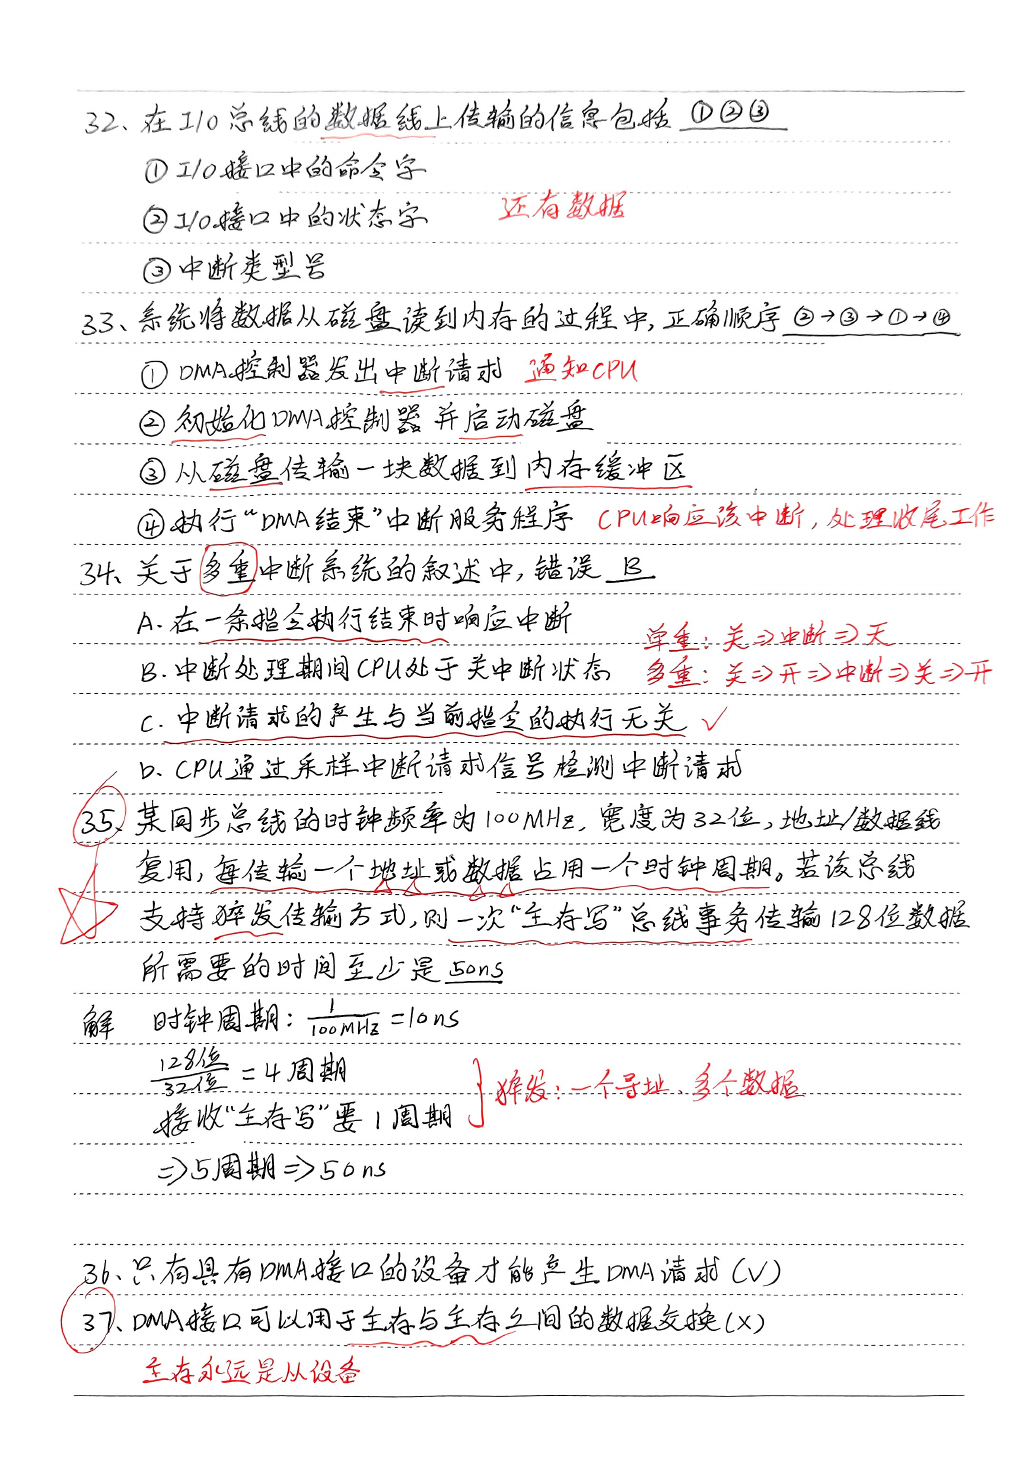 32、在I/O总线的数据线上传输的信息包括 ①②③
①I/O接口中的命令字
②I/O接口中的状态字 还有数据
③中断类型号
33、系统将数据从磁盘读到内存的过程中,正确顺序 ②→③→①→④
① DMA控制器发出中断请求 通知CPU
② 初始化DMA控制器并启动磁盘
③ 从磁盘传输一块数据到内存缓冲区
④ 执行“DMA结束”中断服务程序 CPU响应该中断,处理收尾工作
34、关于多重中断系统的叙述中,错误 B
A.在一条指令执行结束时响应中断
单重:关⇒中断⇒开
B.中断处理期间CPU处于关中断状态 多重:关⇒开⇒中断⇒关⇒开
C.中断请求的产生与当前指令的执行无关 ✓
D.CPU通过采样中断请求信号检测中断请求
35、某同步总线的时钟频率为100MHz,宽度为32位,地址/数据线
复用,每传输一个地址或数据占用一个时钟周期。若该总线
支持猝发传输方式,则一次“主存写”总线事务传输128位数据
所需要的时间至少是 50ns
解 时钟周期: 1/100MHz =10ns
128位/32位 =4周期
猝发:一个寻址、多个数据
接收“主存写”要1周期
⇒5周期⇒50ns
36、只有具有DMA接口的设备才能产生DMA请求(√)
37、DMA接口可以用于主存与主存之间的数据交换(×)
主存永远是从设备